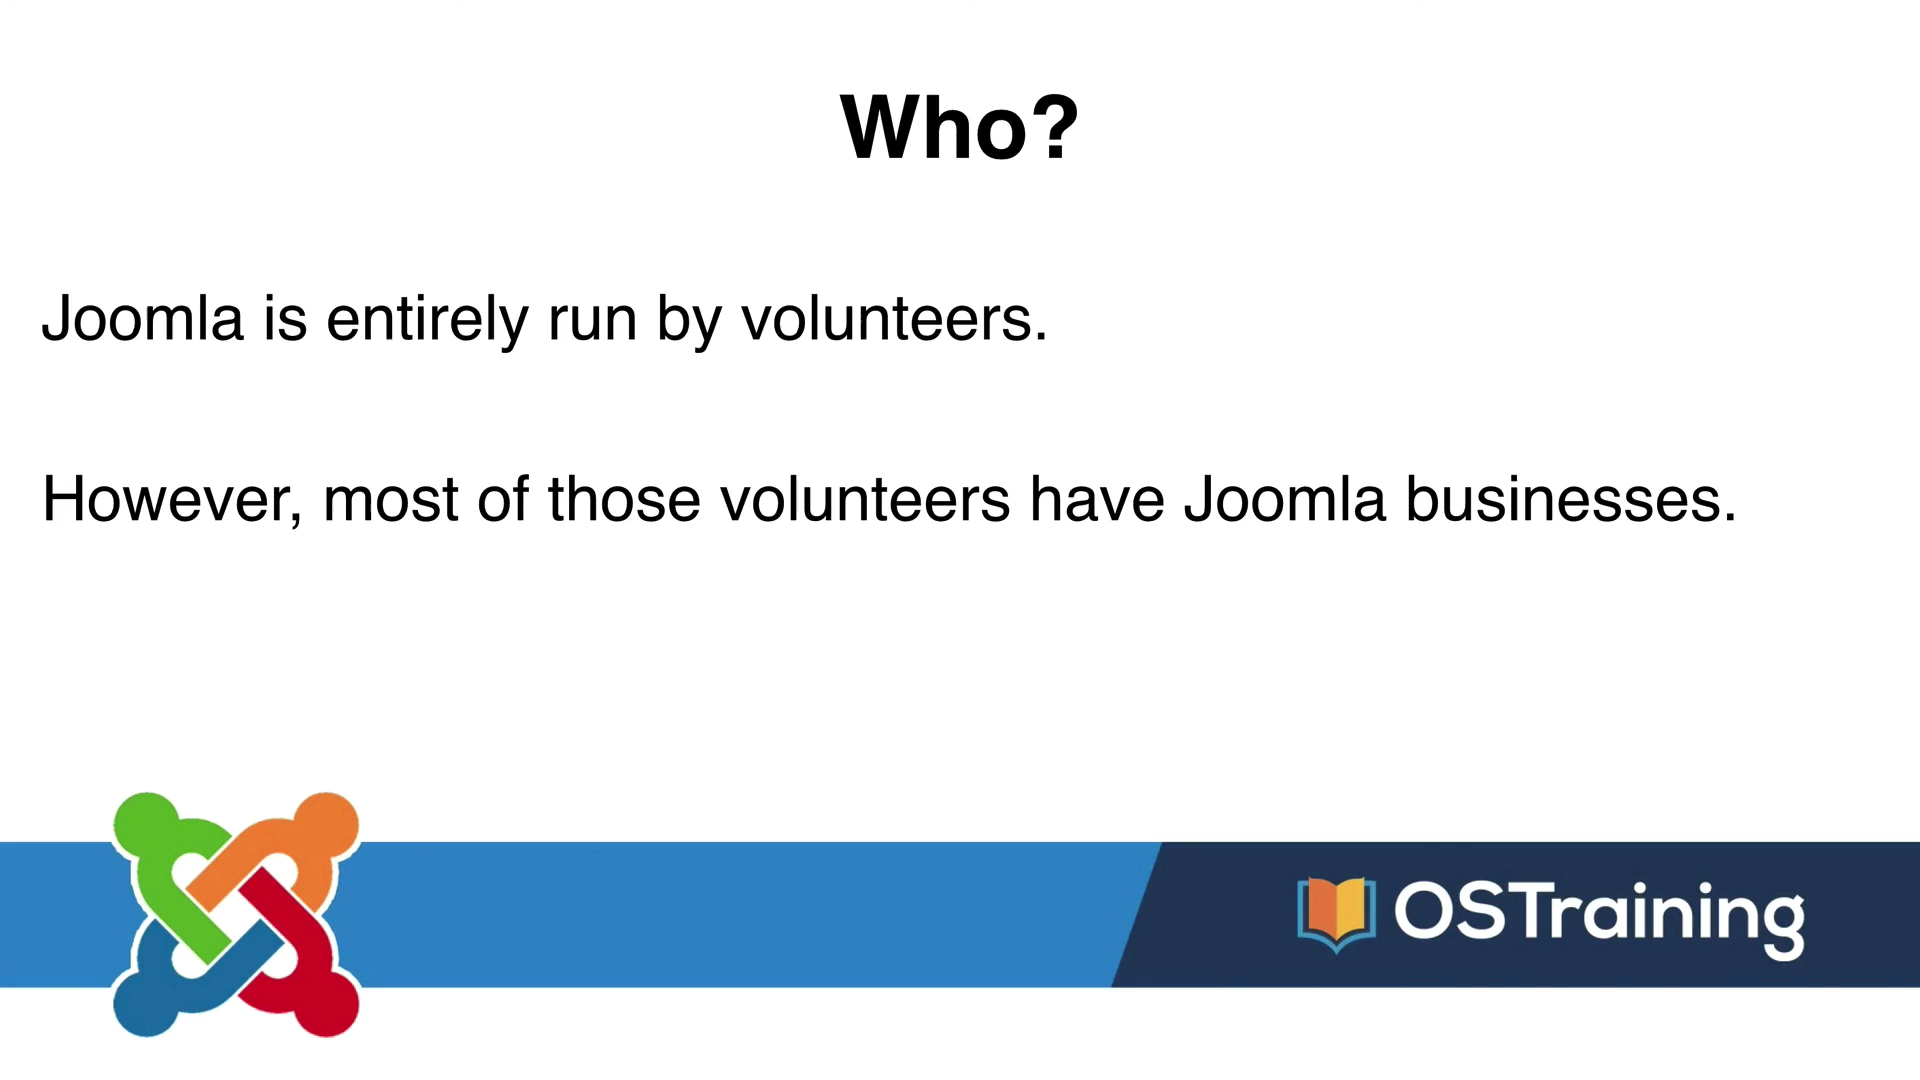 Who?
Joomla is entirely run by volunteers.
However, most of those volunteers have Joomla businesses.
OSTraining